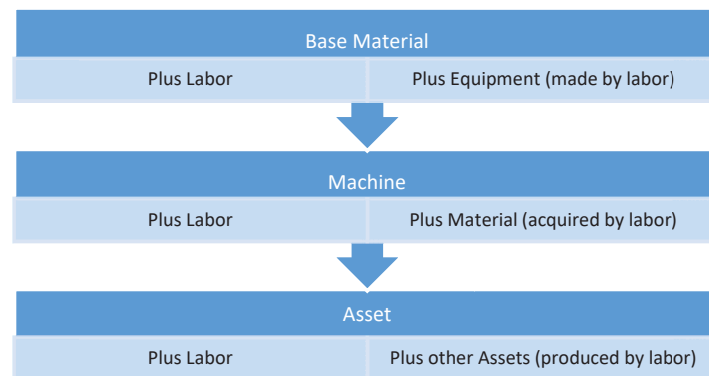 Base Material
Plus Labor
Plus Equipment (made by labor)
Machine
Plus Labor
Plus Material (acquired by labor)
Asset
Plus Labor
Plus other Assets (produced by labor)